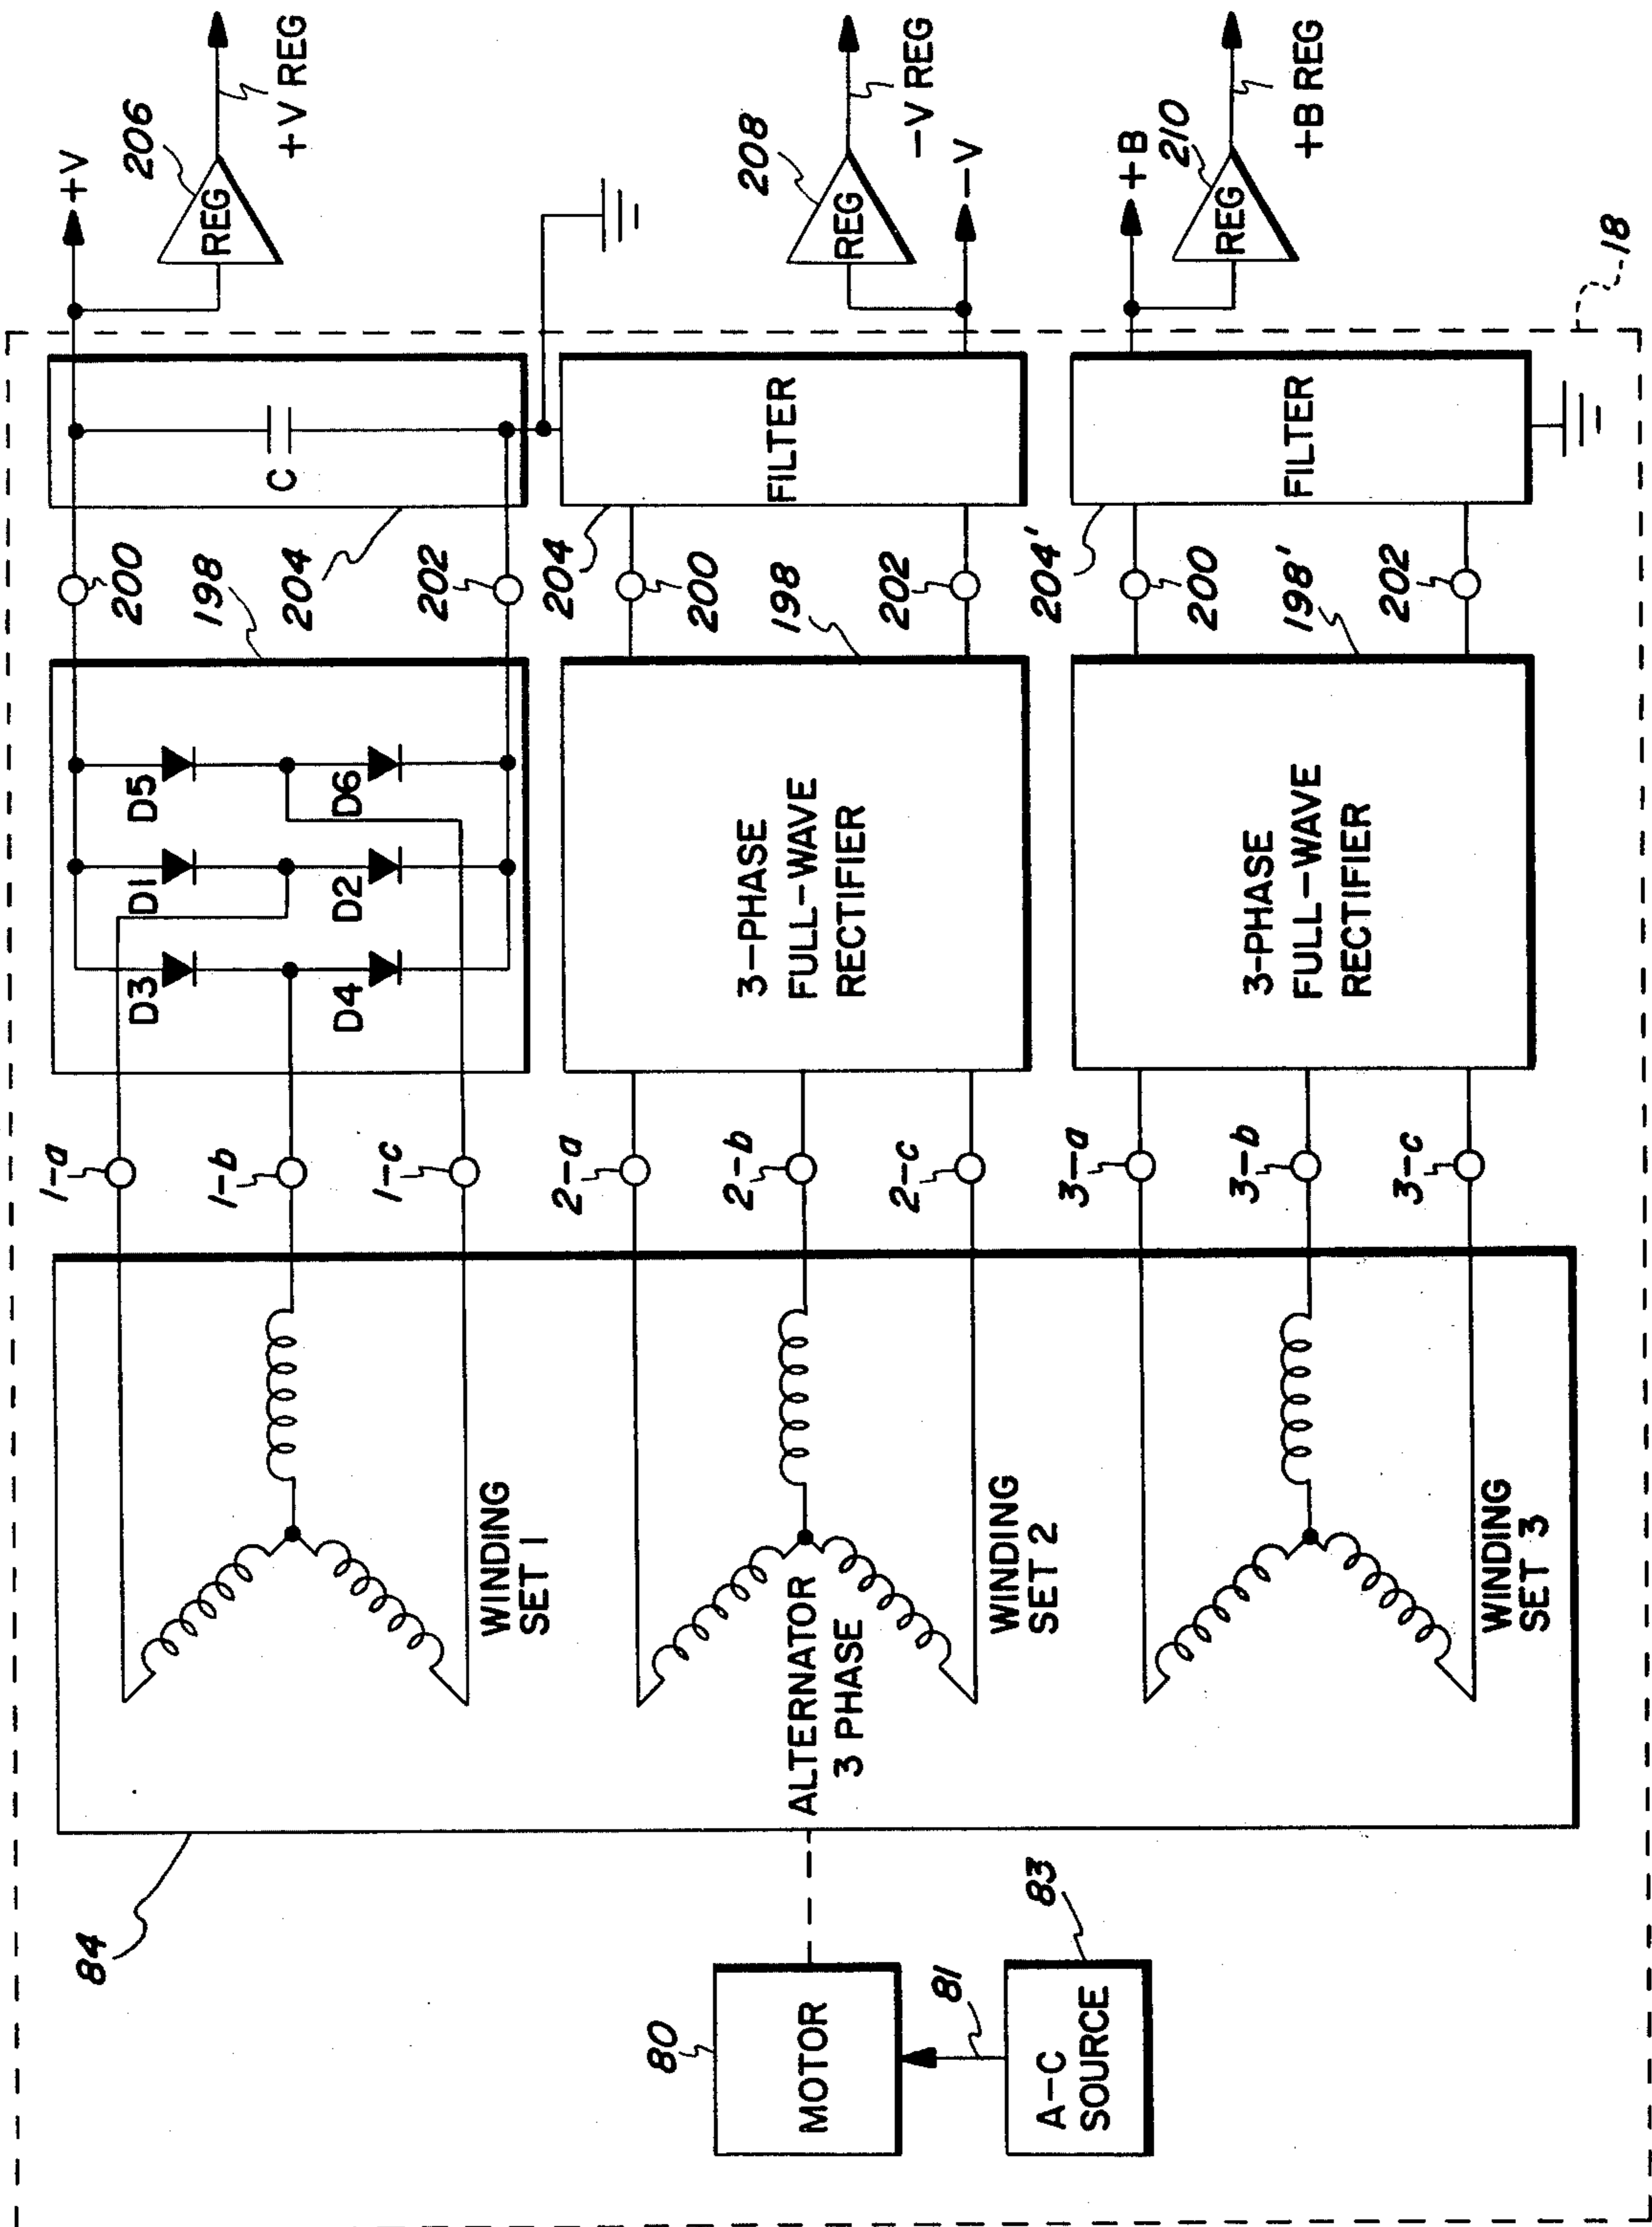 +V
206
REG
+V REG
208
REG
-V REG
-V
+B
210
REG
+B REG
18
C
200
198
204
202
FILTER
204
200
198
202
FILTER
204'
200
198'
202
D5
D6
D1
D2
D3
D4
3-PHASE
FULL-WAVE
RECTIFIER
3-PHASE
FULL-WAVE
RECTIFIER
1-a
1-b
1-c
2-a
2-b
2-c
3-a
3-b
3-c
WINDING
SET 1
WINDING
SET 2
WINDING
SET 3
ALTERNATOR
3 PHASE
84
80
MOTOR
81
83
A-C
SOURCE